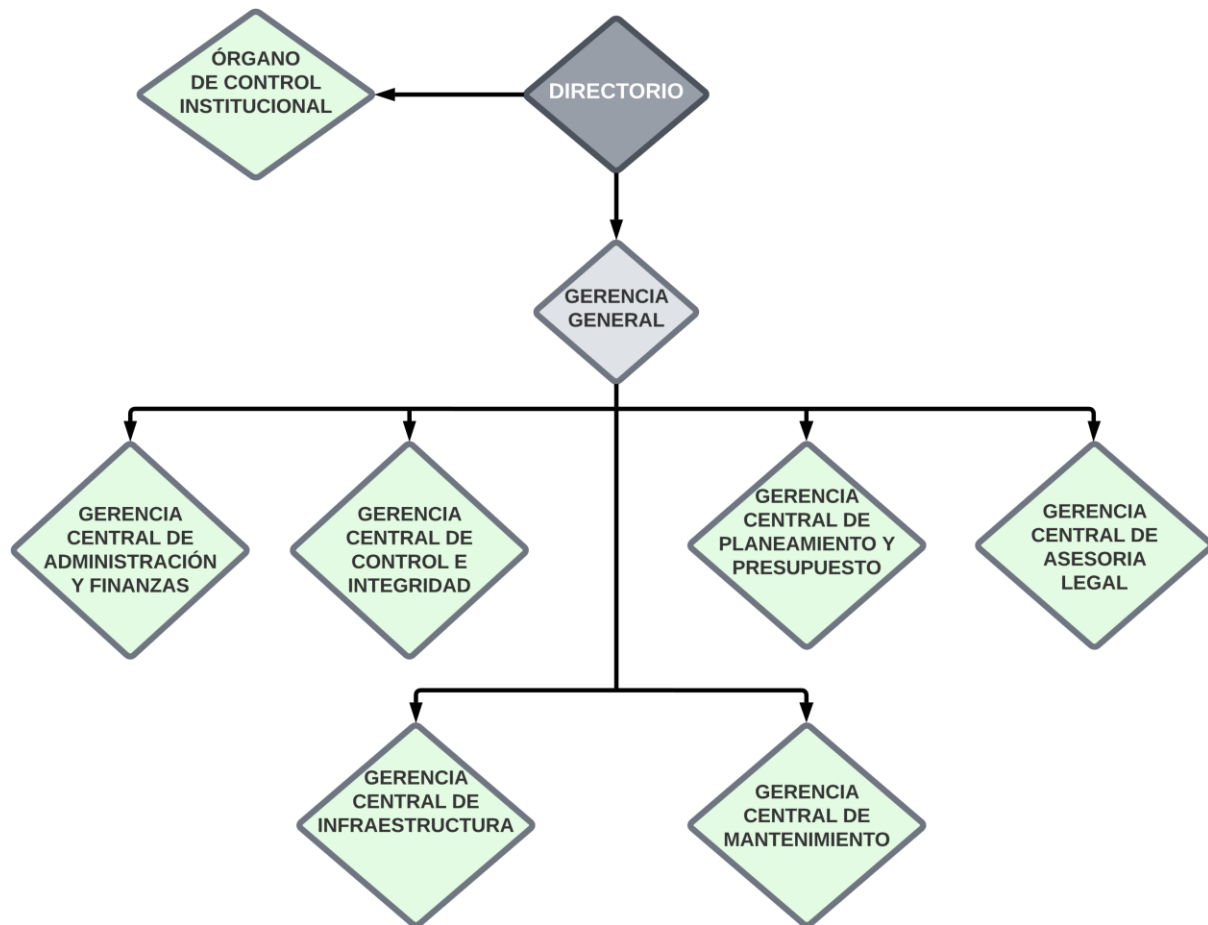 ÓRGANO
DE CONTROL
INSTITUCIONAL
DIRECTORIO
GERENCIA
GENERAL
GERENCIA
CENTRAL DE
ADMINISTRACIÓN
Y FINANZAS
GERENCIA
CENTRAL DE
CONTROL E
INTEGRIDAD
GERENCIA
CENTRAL DE
PLANEAMIENTO Y
PRESUPUESTO
GERENCIA
CENTRAL DE
ASESORIA
LEGAL
GERENCIA
CENTRAL DE
INFRAESTRUCTURA
GERENCIA
CENTRAL DE
MANTENIMIENTO